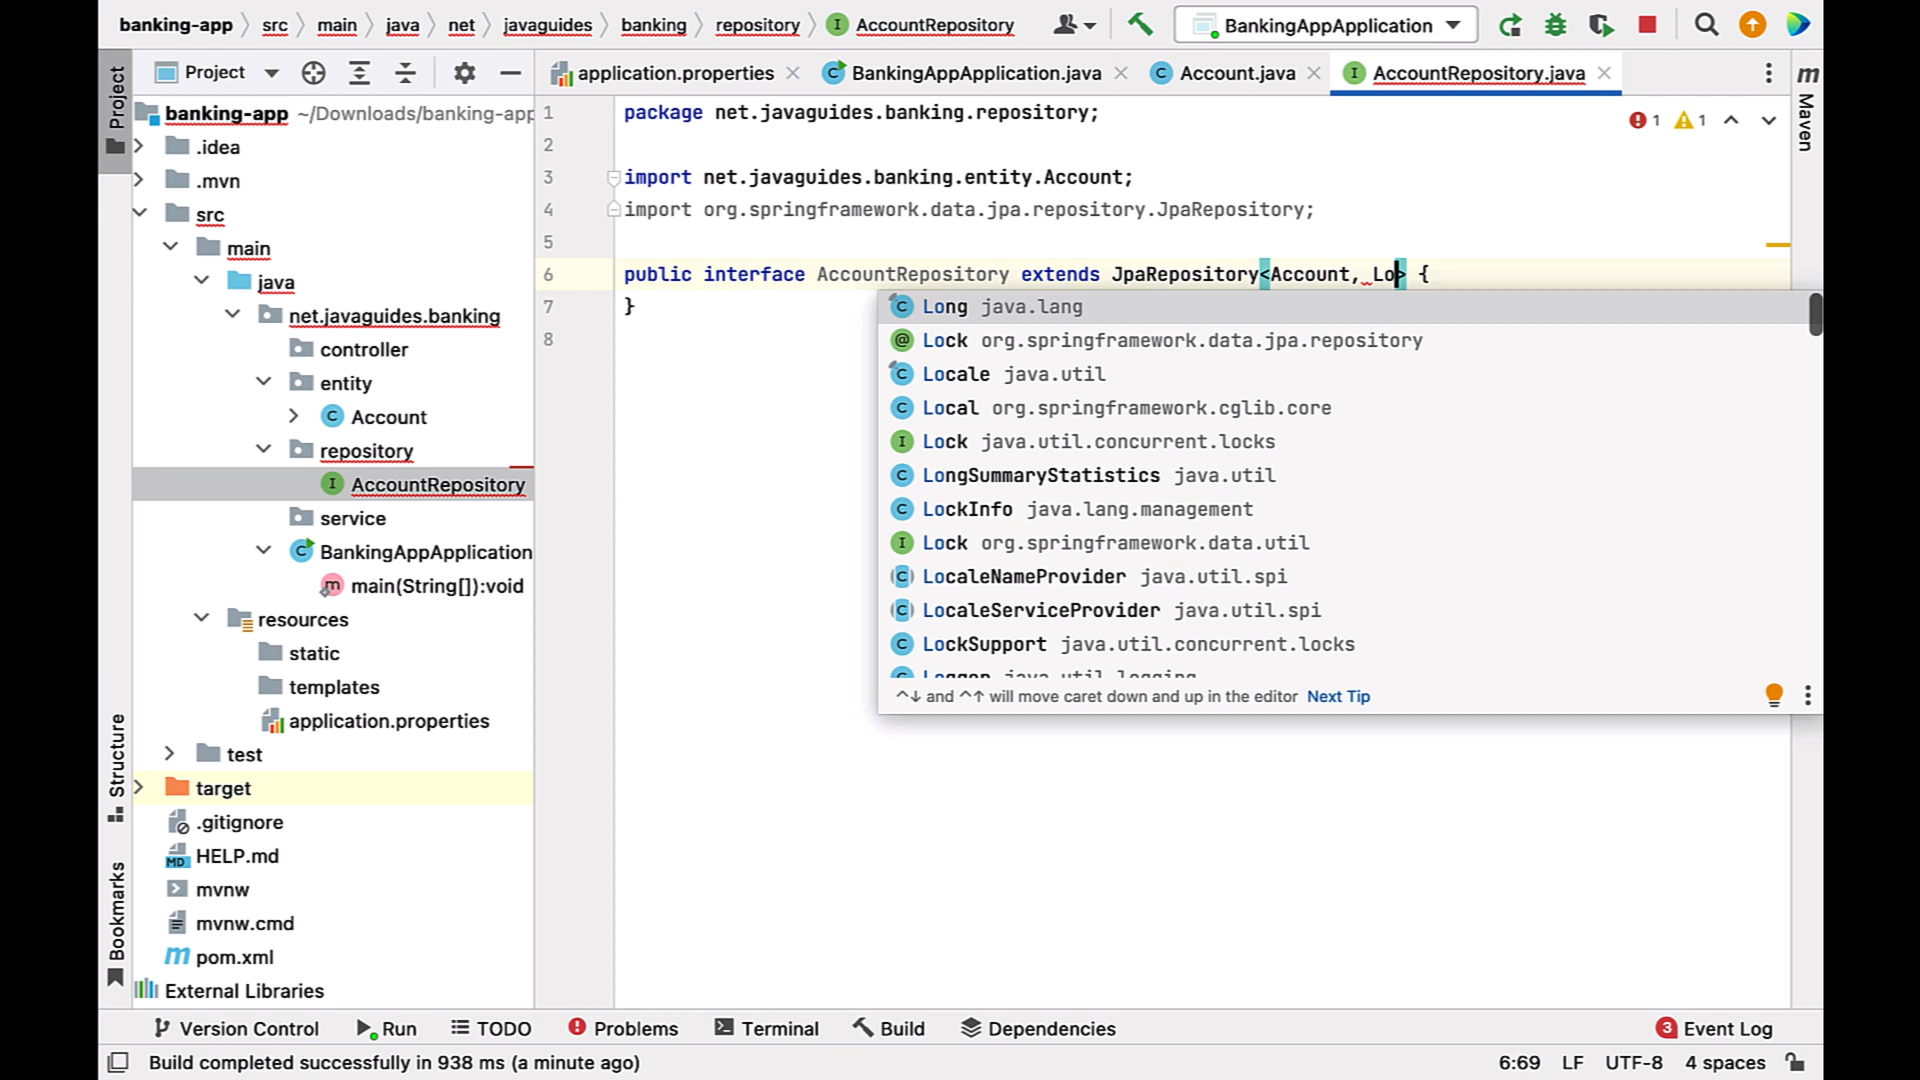 banking-app src main java net javaguides banking repository AccountRepository BankingAppApplication
Project
application.properties BankingAppApplication.java Account.java AccountRepository.java
Project
Maven
banking-app ~/Downloads/banking-app
.idea
.mvn
src
main
java
net.javaguides.banking
controller
entity
Account
repository
AccountRepository
service
BankingAppApplication
main(String[]):void
resources
static
templates
application.properties
test
target
.gitignore
HELP.md
mvnw
mvnw.cmd
pom.xml
External Libraries
Structure
Bookmarks
1 package net.javaguides.banking.repository;
1 1
2
3 import net.javaguides.banking.entity.Account;
4 import org.springframework.data.jpa.repository.JpaRepository;
5
6 public interface AccountRepository extends JpaRepository<Account, Lo> {
7 }
8
Long java.lang
Lock org.springframework.data.jpa.repository
Locale java.util
Local org.springframework.cglib.core
Lock java.util.concurrent.locks
LongSummaryStatistics java.util
LockInfo java.lang.management
Lock org.springframework.data.util
LocaleNameProvider java.util.spi
LocaleServiceProvider java.util.spi
LockSupport java.util.concurrent.locks
Logger java.util.logging
^↓ and ^↑ will move caret down and up in the editor Next Tip
Version Control Run TODO Problems Terminal Build Dependencies 3 Event Log
Build completed successfully in 938 ms (a minute ago) 6:69 LF UTF-8 4 spaces